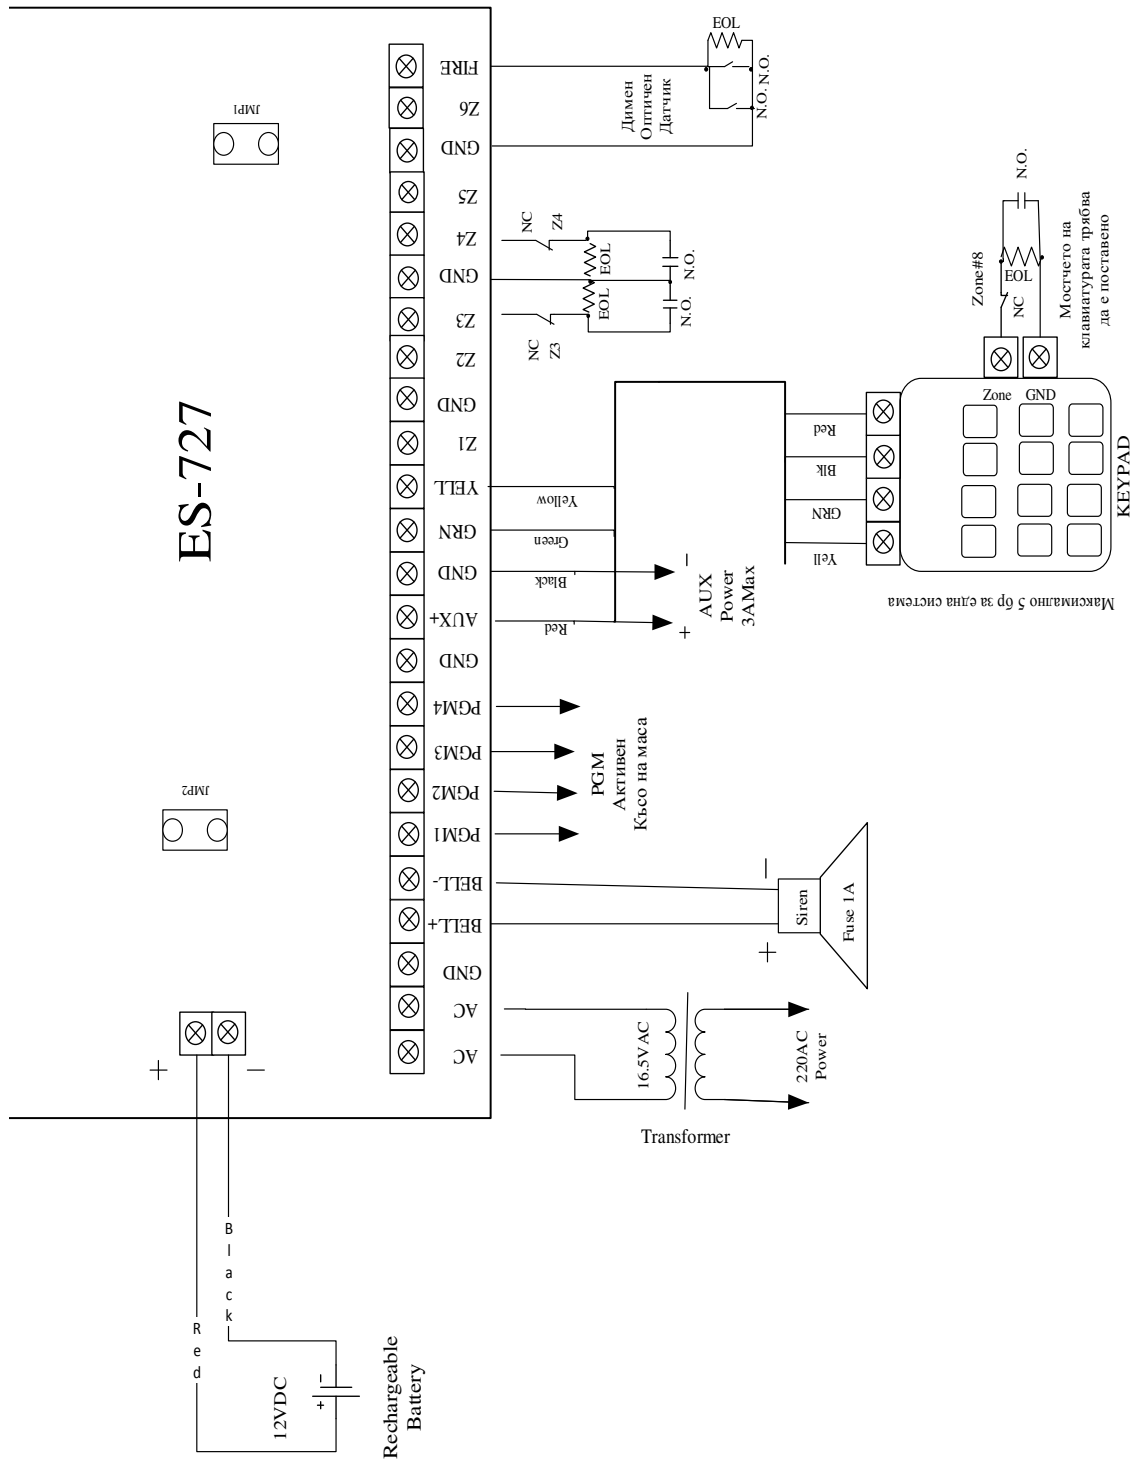 ES-727
JMP1
JMP2
FIRE
Z6
GND
Z5
Z4
GND
Z3
Z2
GND
Z1
YELL
GRN
GND
AUX+
GND
PGM4
PGM3
PGM2
PGM1
BELL-
BELL+
GND
AC
AC
EOL
N.O.
N.O.
Димен
Оптичен
Датчик
NC
Z4
EOL
N.O.
NC
Z3
EOL
N.O.
Yellow
Green
Black
Red
-
+
AUX
Power
3AMax
Red
Blk
GRN
Yell
Zone
GND
KEYPAD
Максимално 5 бр за една система
Zone#8
NC
EOL
N.O.
Мостчето на
клавиатурата трябва
да е поставено
PGM
Активен
Късо на маса
-
+
Siren
Fuse 1A
16.5VAC
220AC
Power
Transformer
+
-
Black
Red
12VDC
+
-
Rechargeable
Battery